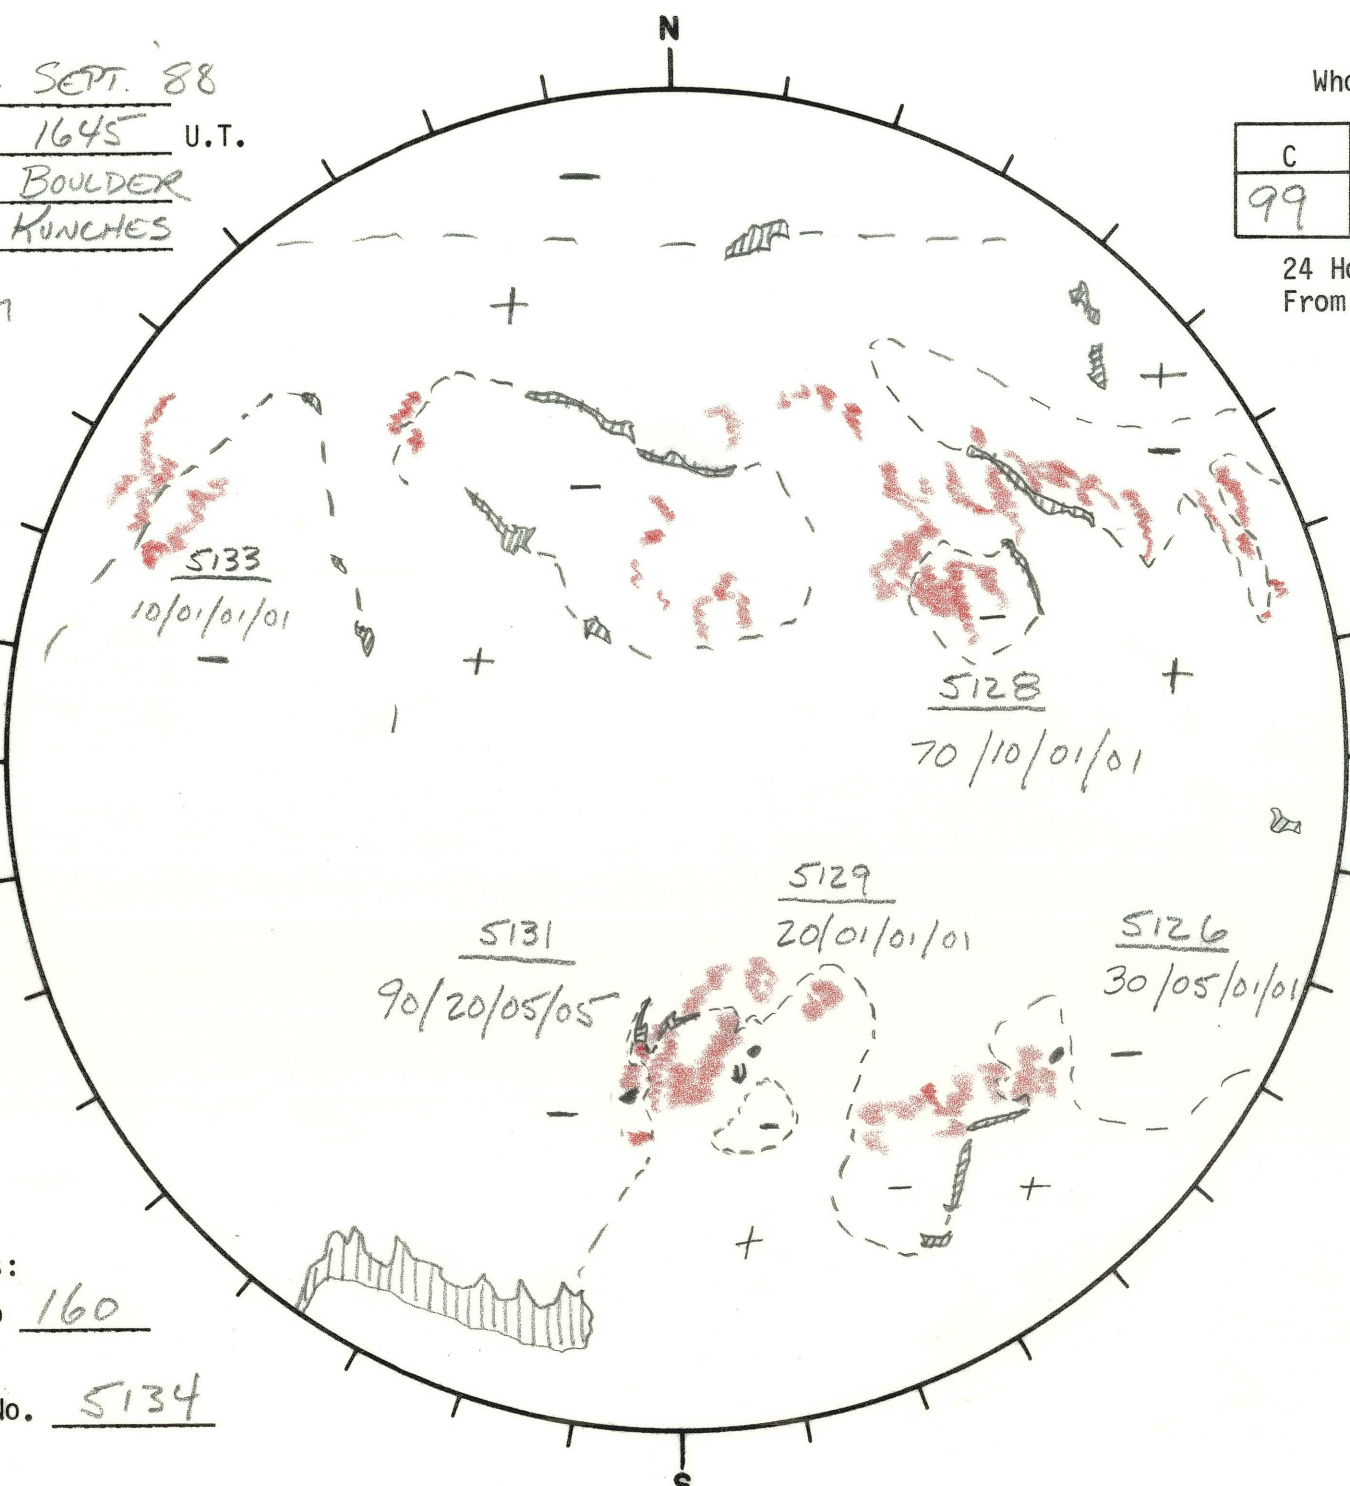 N
SEPT. '88
1645 U.T.
BOULDER
KUNCHES
Who
C
99
24 Ho
From
−
+
+
−
−
5133
10/01/01/01
−
+
−
5128
70/10/01/01
+
5129
20/01/01/01
5131
90/20/05/05
5126
30/05/01/01
−
−
−
−
+
+
160
No. 5134
S